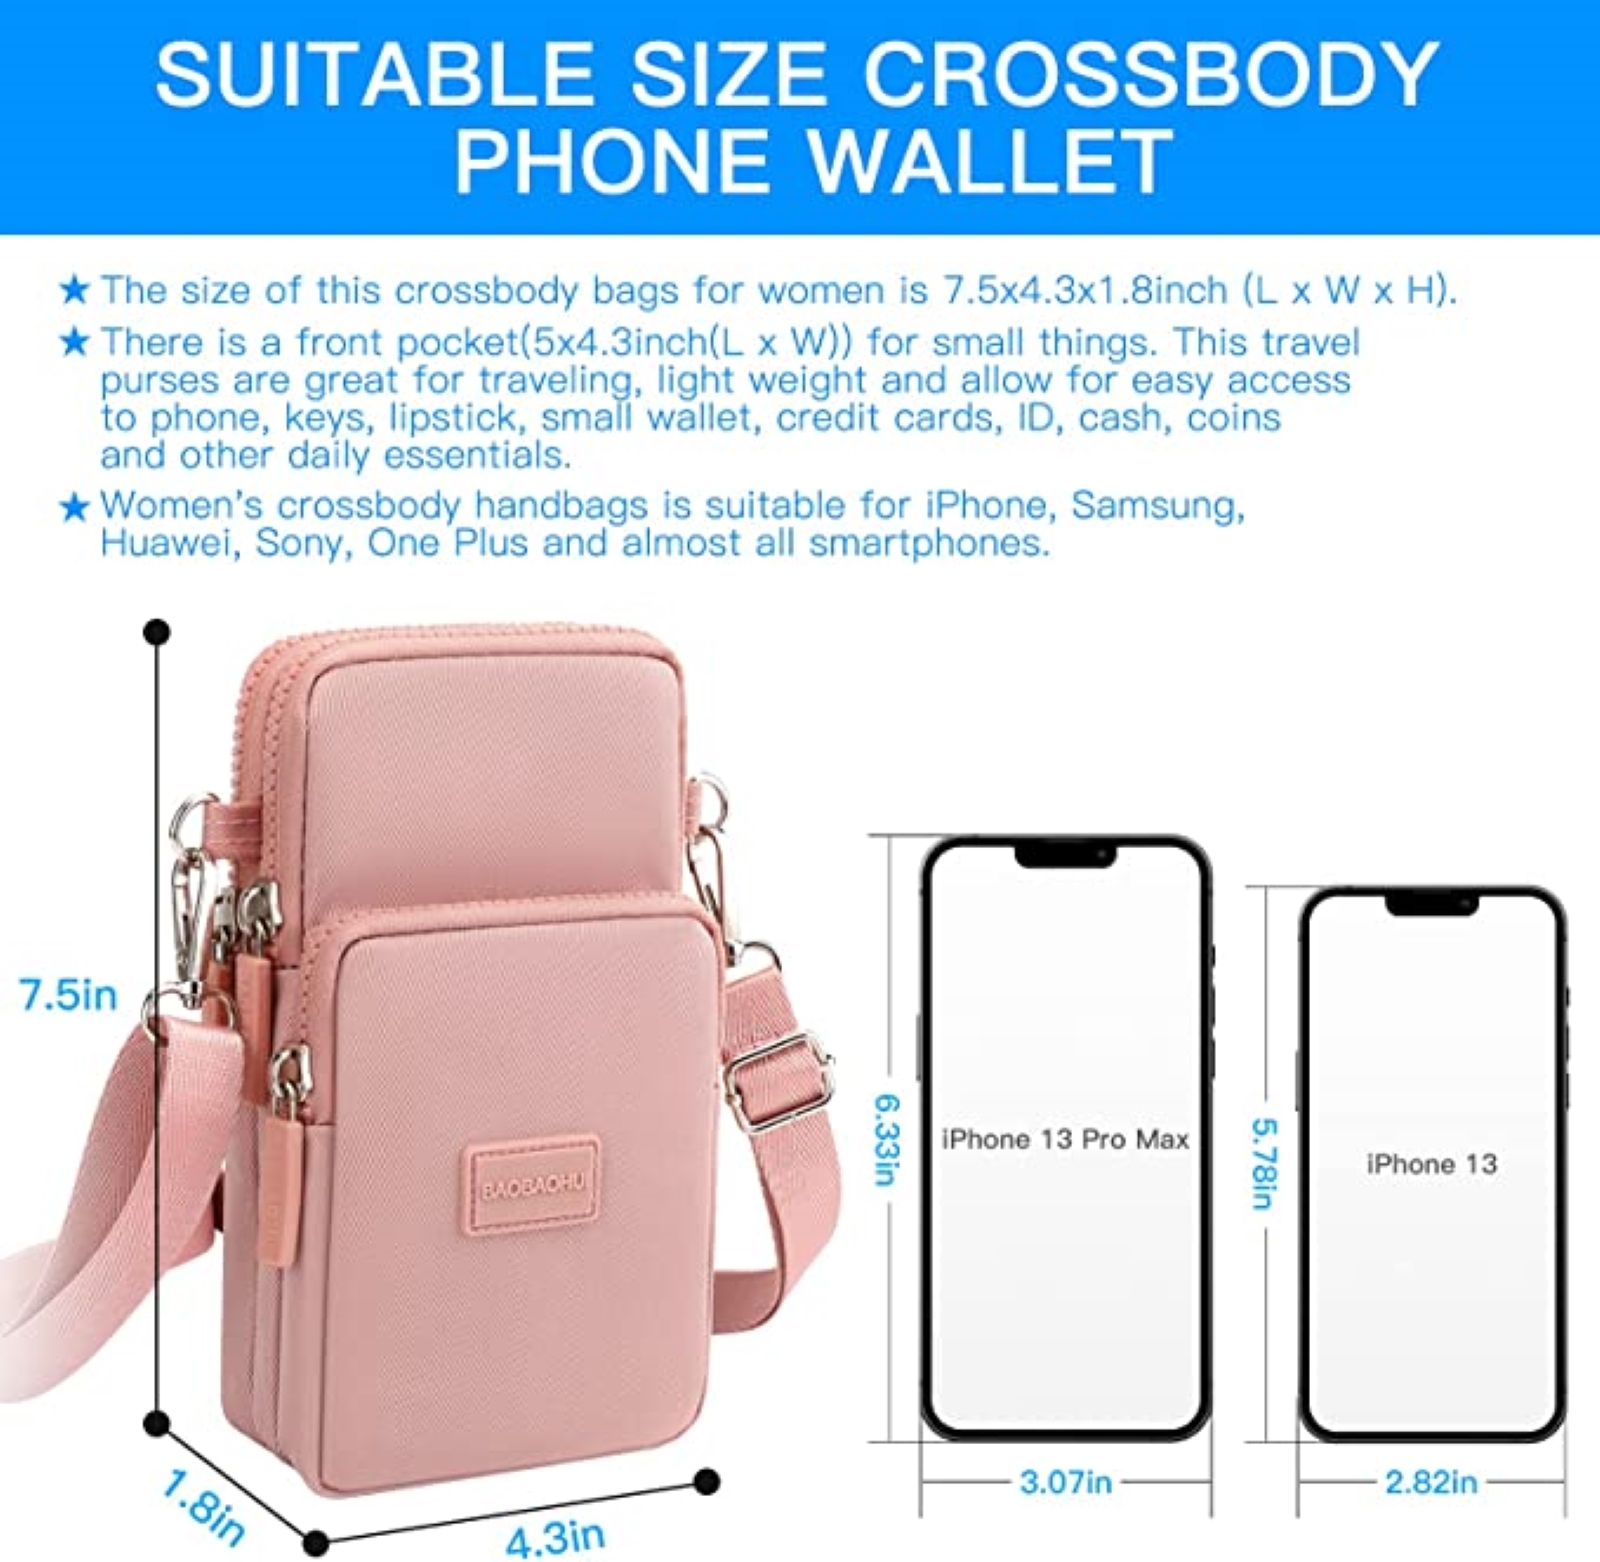 SUITABLE SIZE CROSSBODY
PHONE WALLET
★ The size of this crossbody bags for women is 7.5x4.3x1.8inch (L x W x H).
★ There is a front pocket(5x4.3inch(L x W)) for small things. This travel
purses are great for traveling, light weight and allow for easy access
to phone, keys, lipstick, small wallet, credit cards, ID, cash, coins
and other daily essentials.
★ Women's crossbody handbags is suitable for iPhone, Samsung,
Huawei, Sony, One Plus and almost all smartphones.
7.5in
1.8in
4.3in
BAOBAOHU
6.33in
iPhone 13 Pro Max
3.07in
5.78in
iPhone 13
2.82in